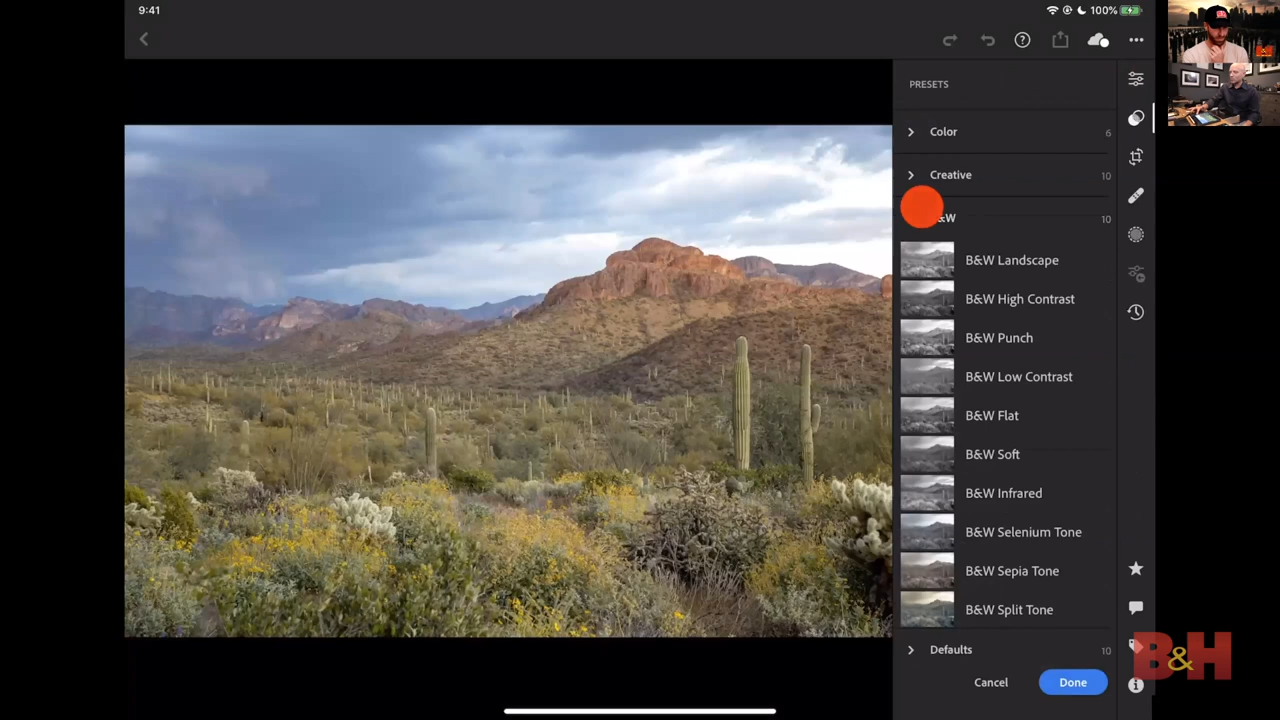 9:41
100%
PRESETS
Color 6
Creative 10
&W 10
B&W Landscape
B&W High Contrast
B&W Punch
B&W Low Contrast
B&W Flat
B&W Soft
B&W Infrared
B&W Selenium Tone
B&W Sepia Tone
B&W Split Tone
Defaults 10
Cancel Done
B&H